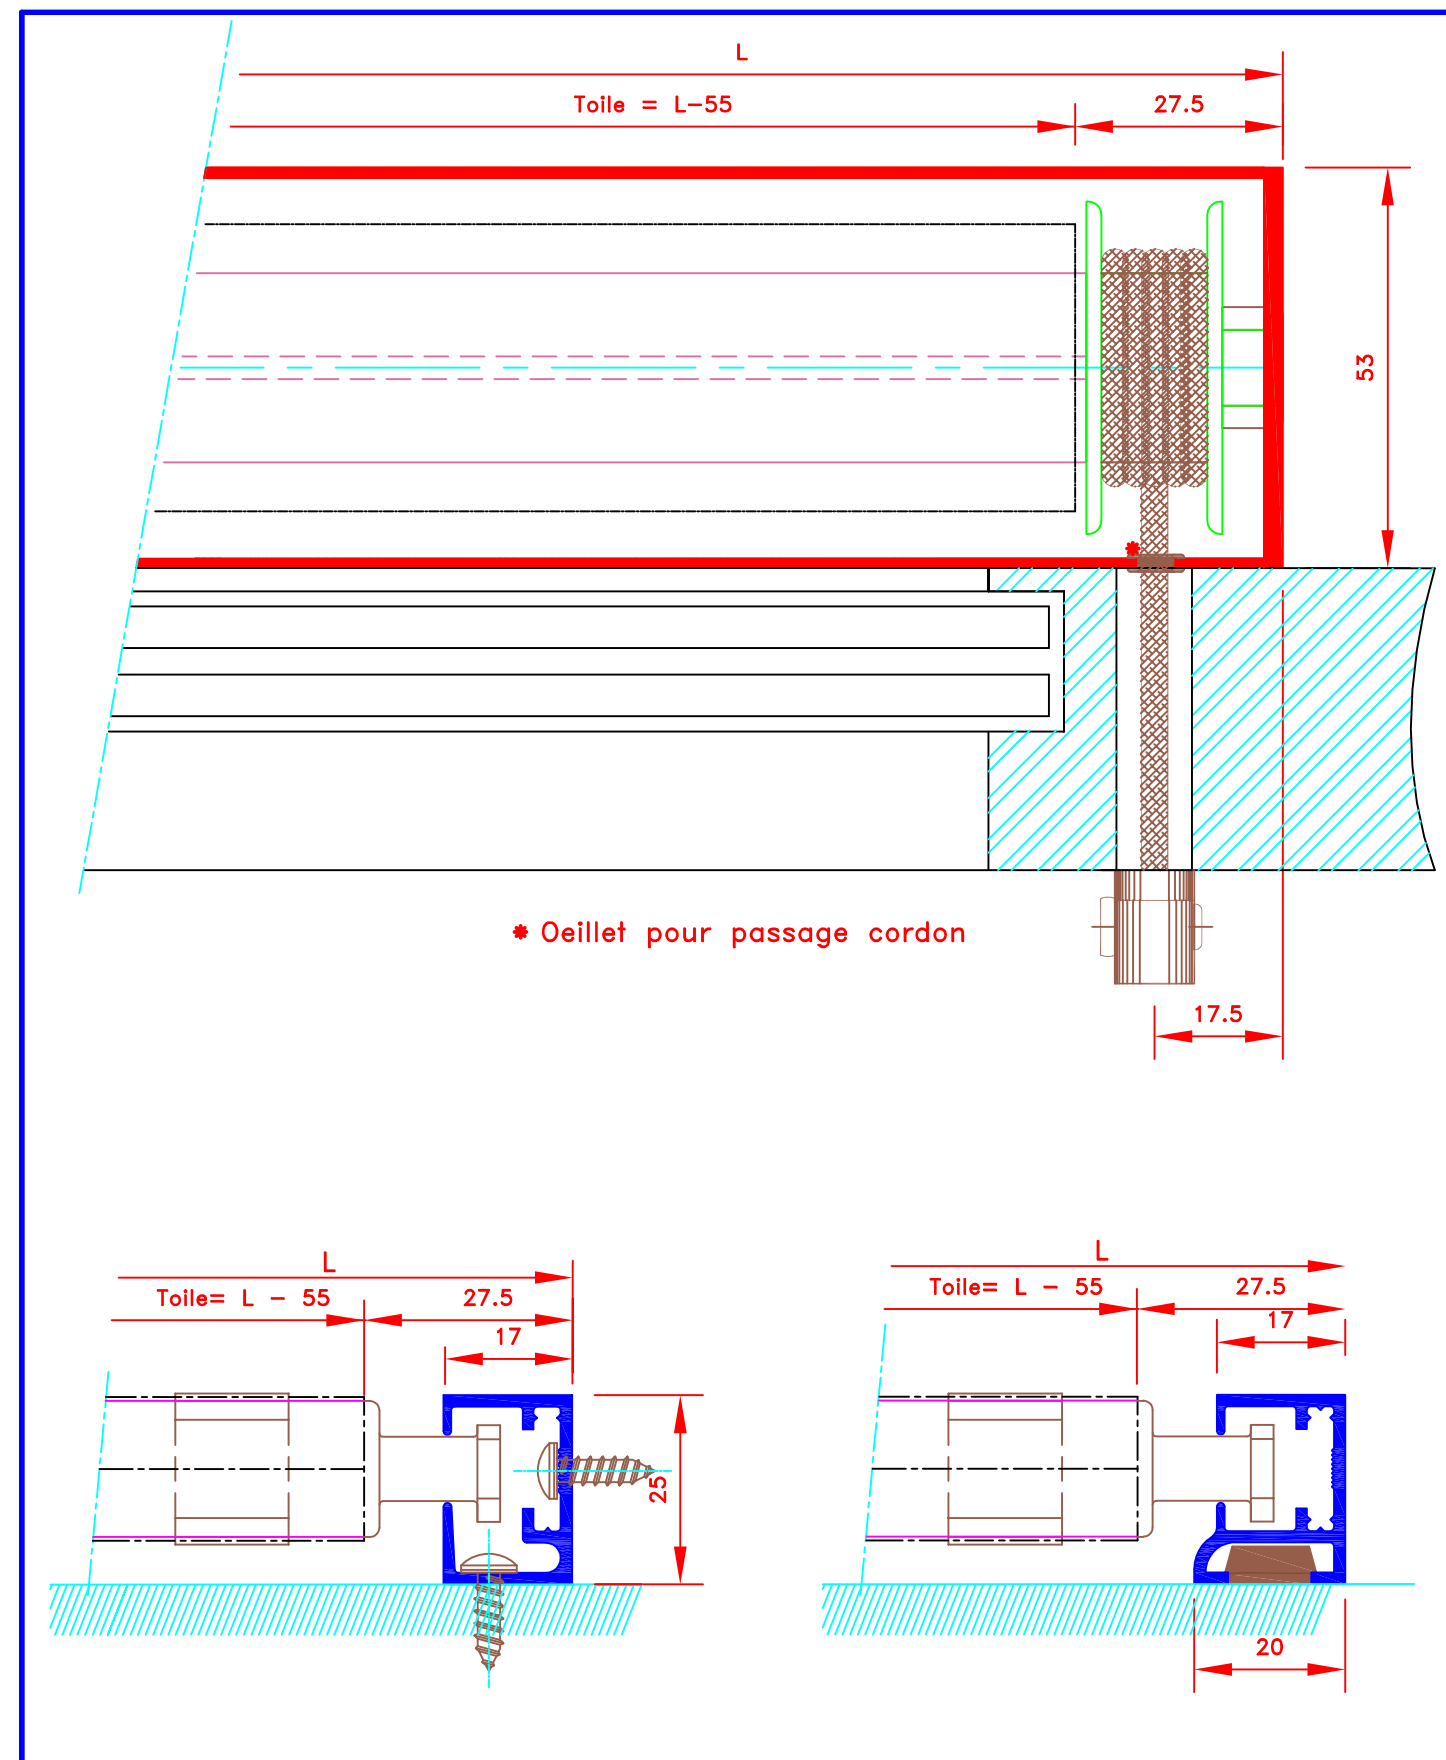 L
Toile = L-55
27.5
53
* Oeillet pour passage cordon
17.5
L
Toile= L - 55
27.5
17
25
L
Toile= L - 55
27.5
17
20